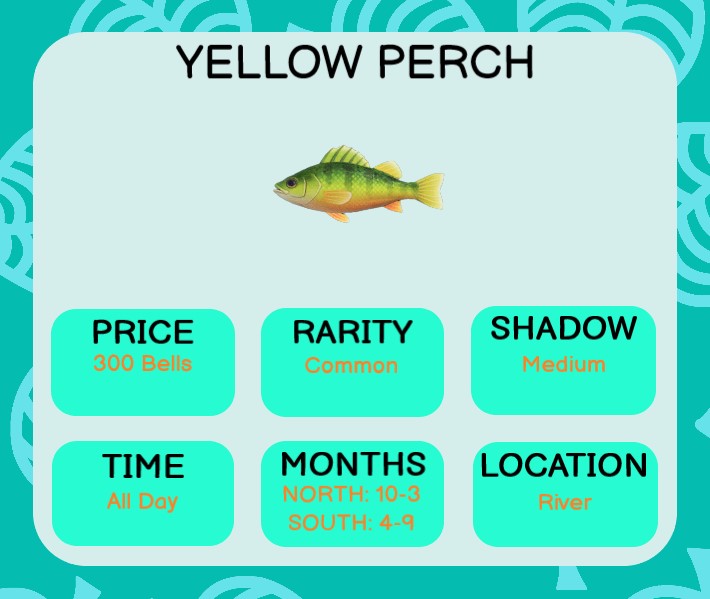 YELLOW PERCH
PRICE
300 Bells
RARITY
Common
SHADOW
Medium
TIME
All Day
MONTHS
NORTH: 10-3
SOUTH: 4-9
LOCATION
River